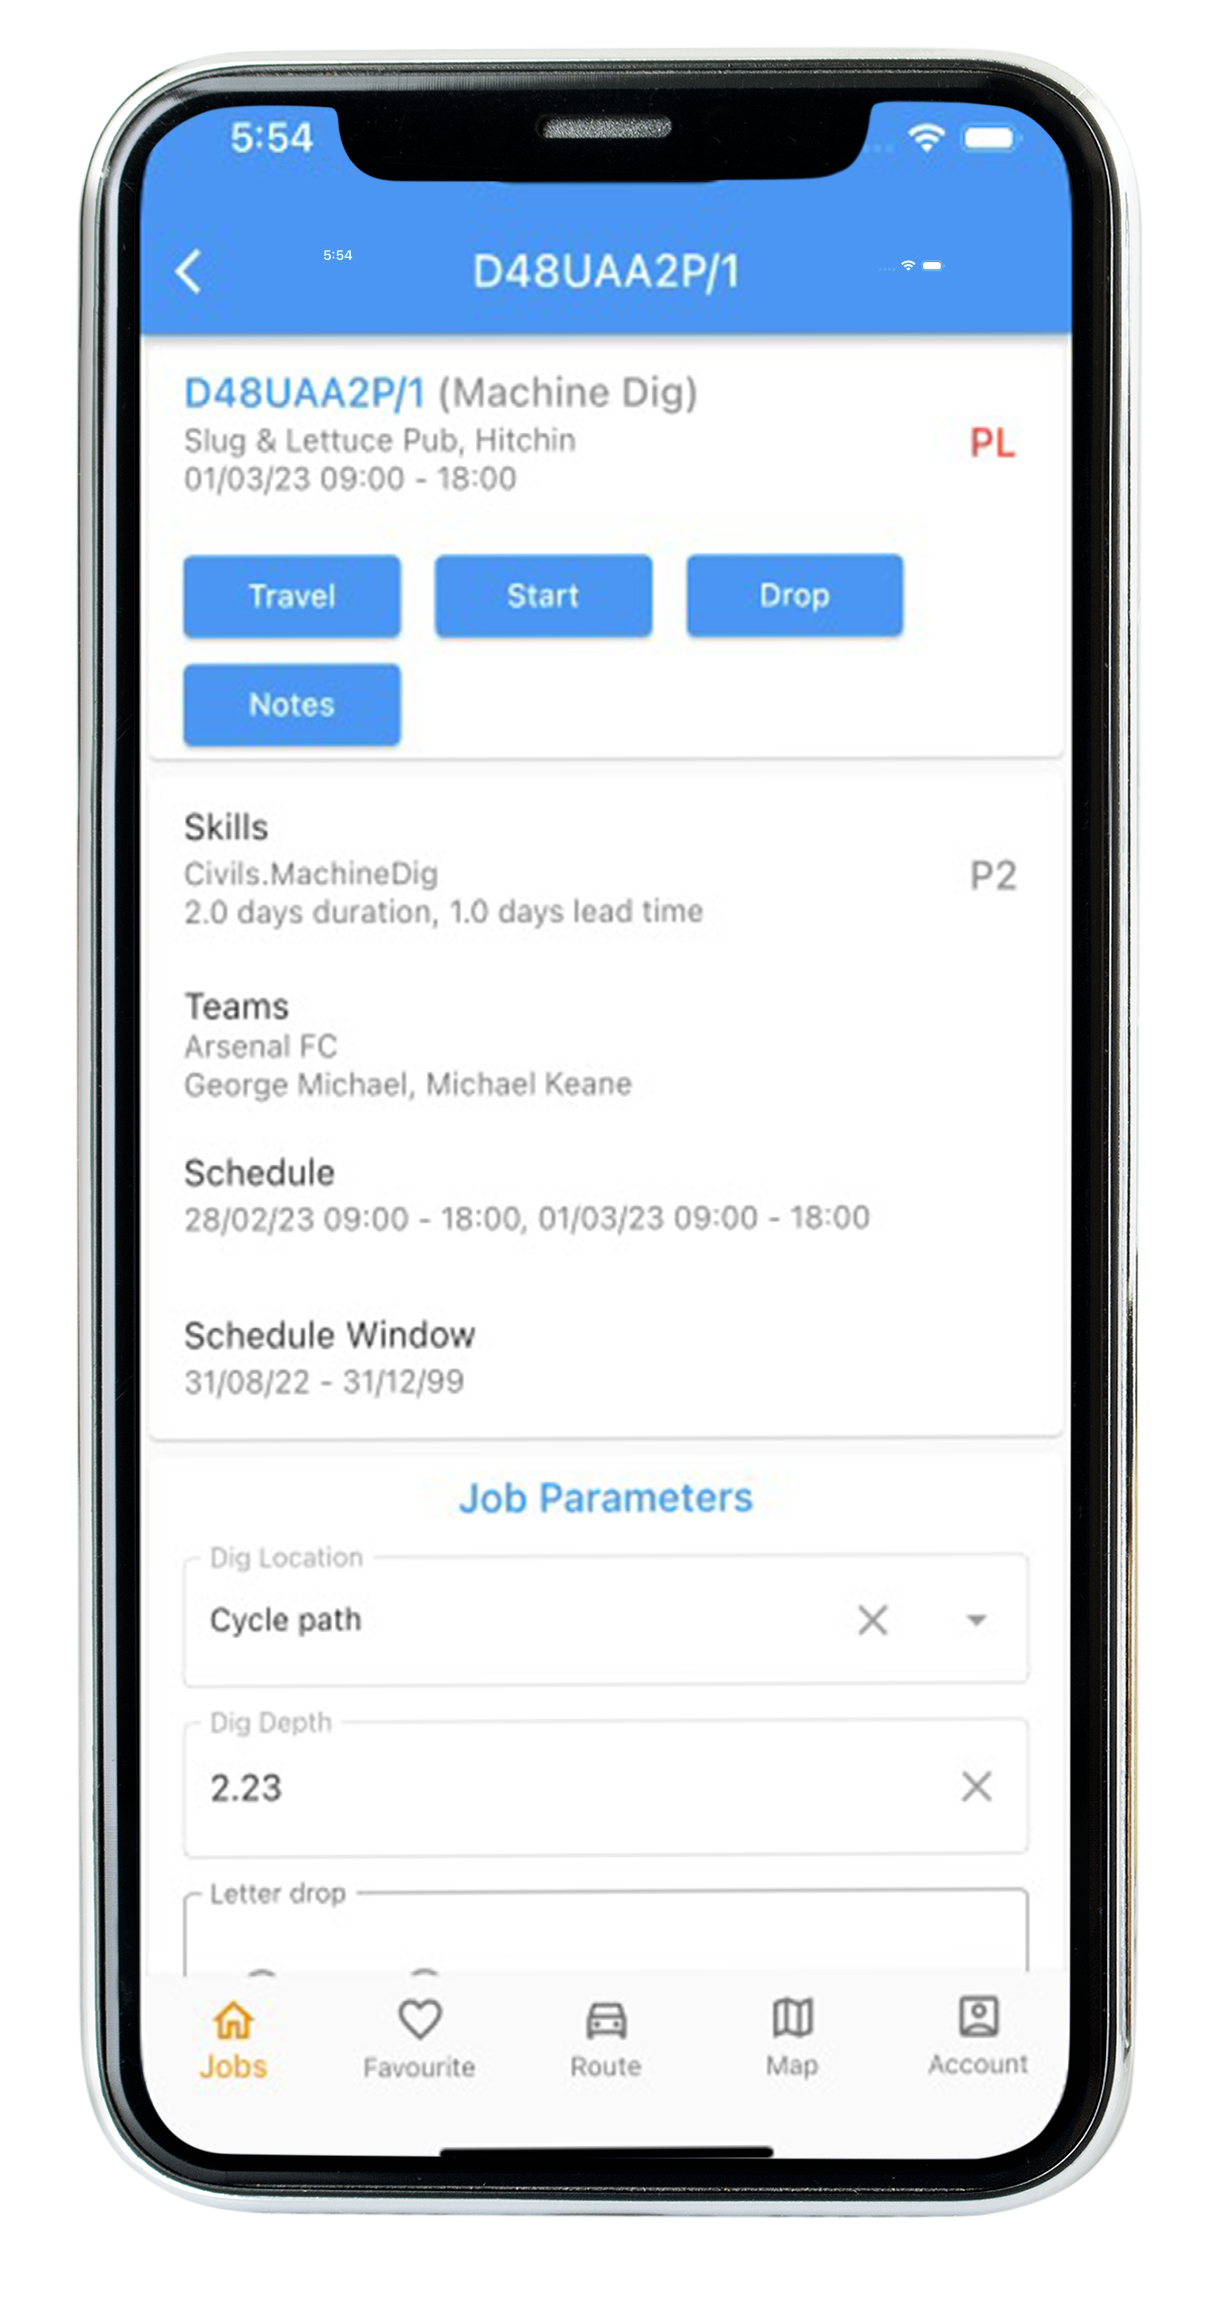 5:54
5:54
D48UAA2P/1
D48UAA2P/1 (Machine Dig)
Slug & Lettuce Pub, Hitchin
PL
01/03/23 09:00 - 18:00
Travel Start Drop
Notes
Skills
Civils.MachineDig
P2
2.0 days duration, 1.0 days lead time
Teams
Arsenal FC
George Michael, Michael Keane
Schedule
28/02/23 09:00 - 18:00, 01/03/23 09:00 - 18:00
Schedule Window
31/08/22 - 31/12/99
Job Parameters
Dig Location
Cycle path
Dig Depth
2.23
Letter drop
Jobs Favourite Route Map Account